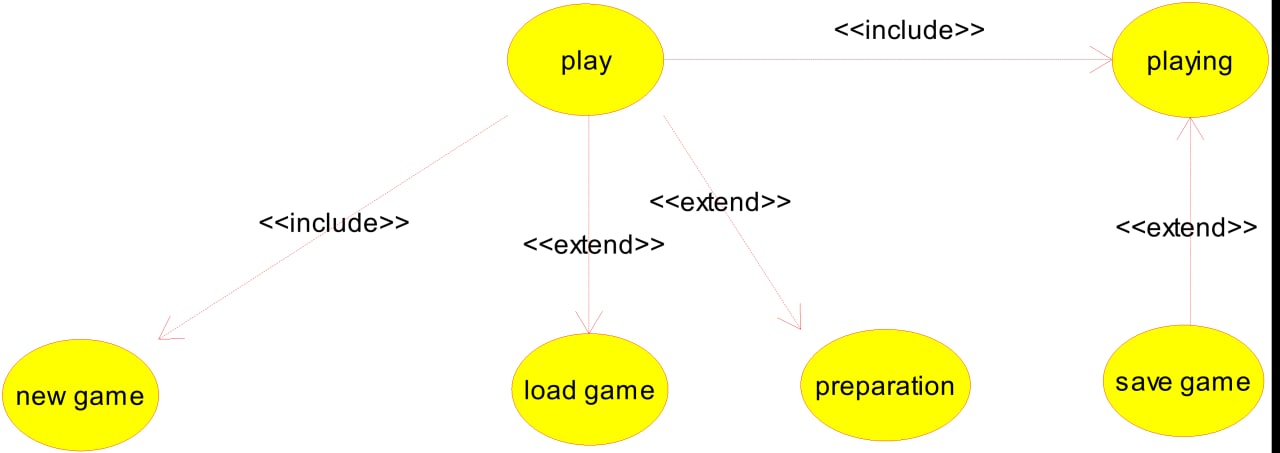 <<include>>
play
playing
<<extend>>
<<include>>
<<extend>>
<<extend>>
new game
load game
preparation
save game